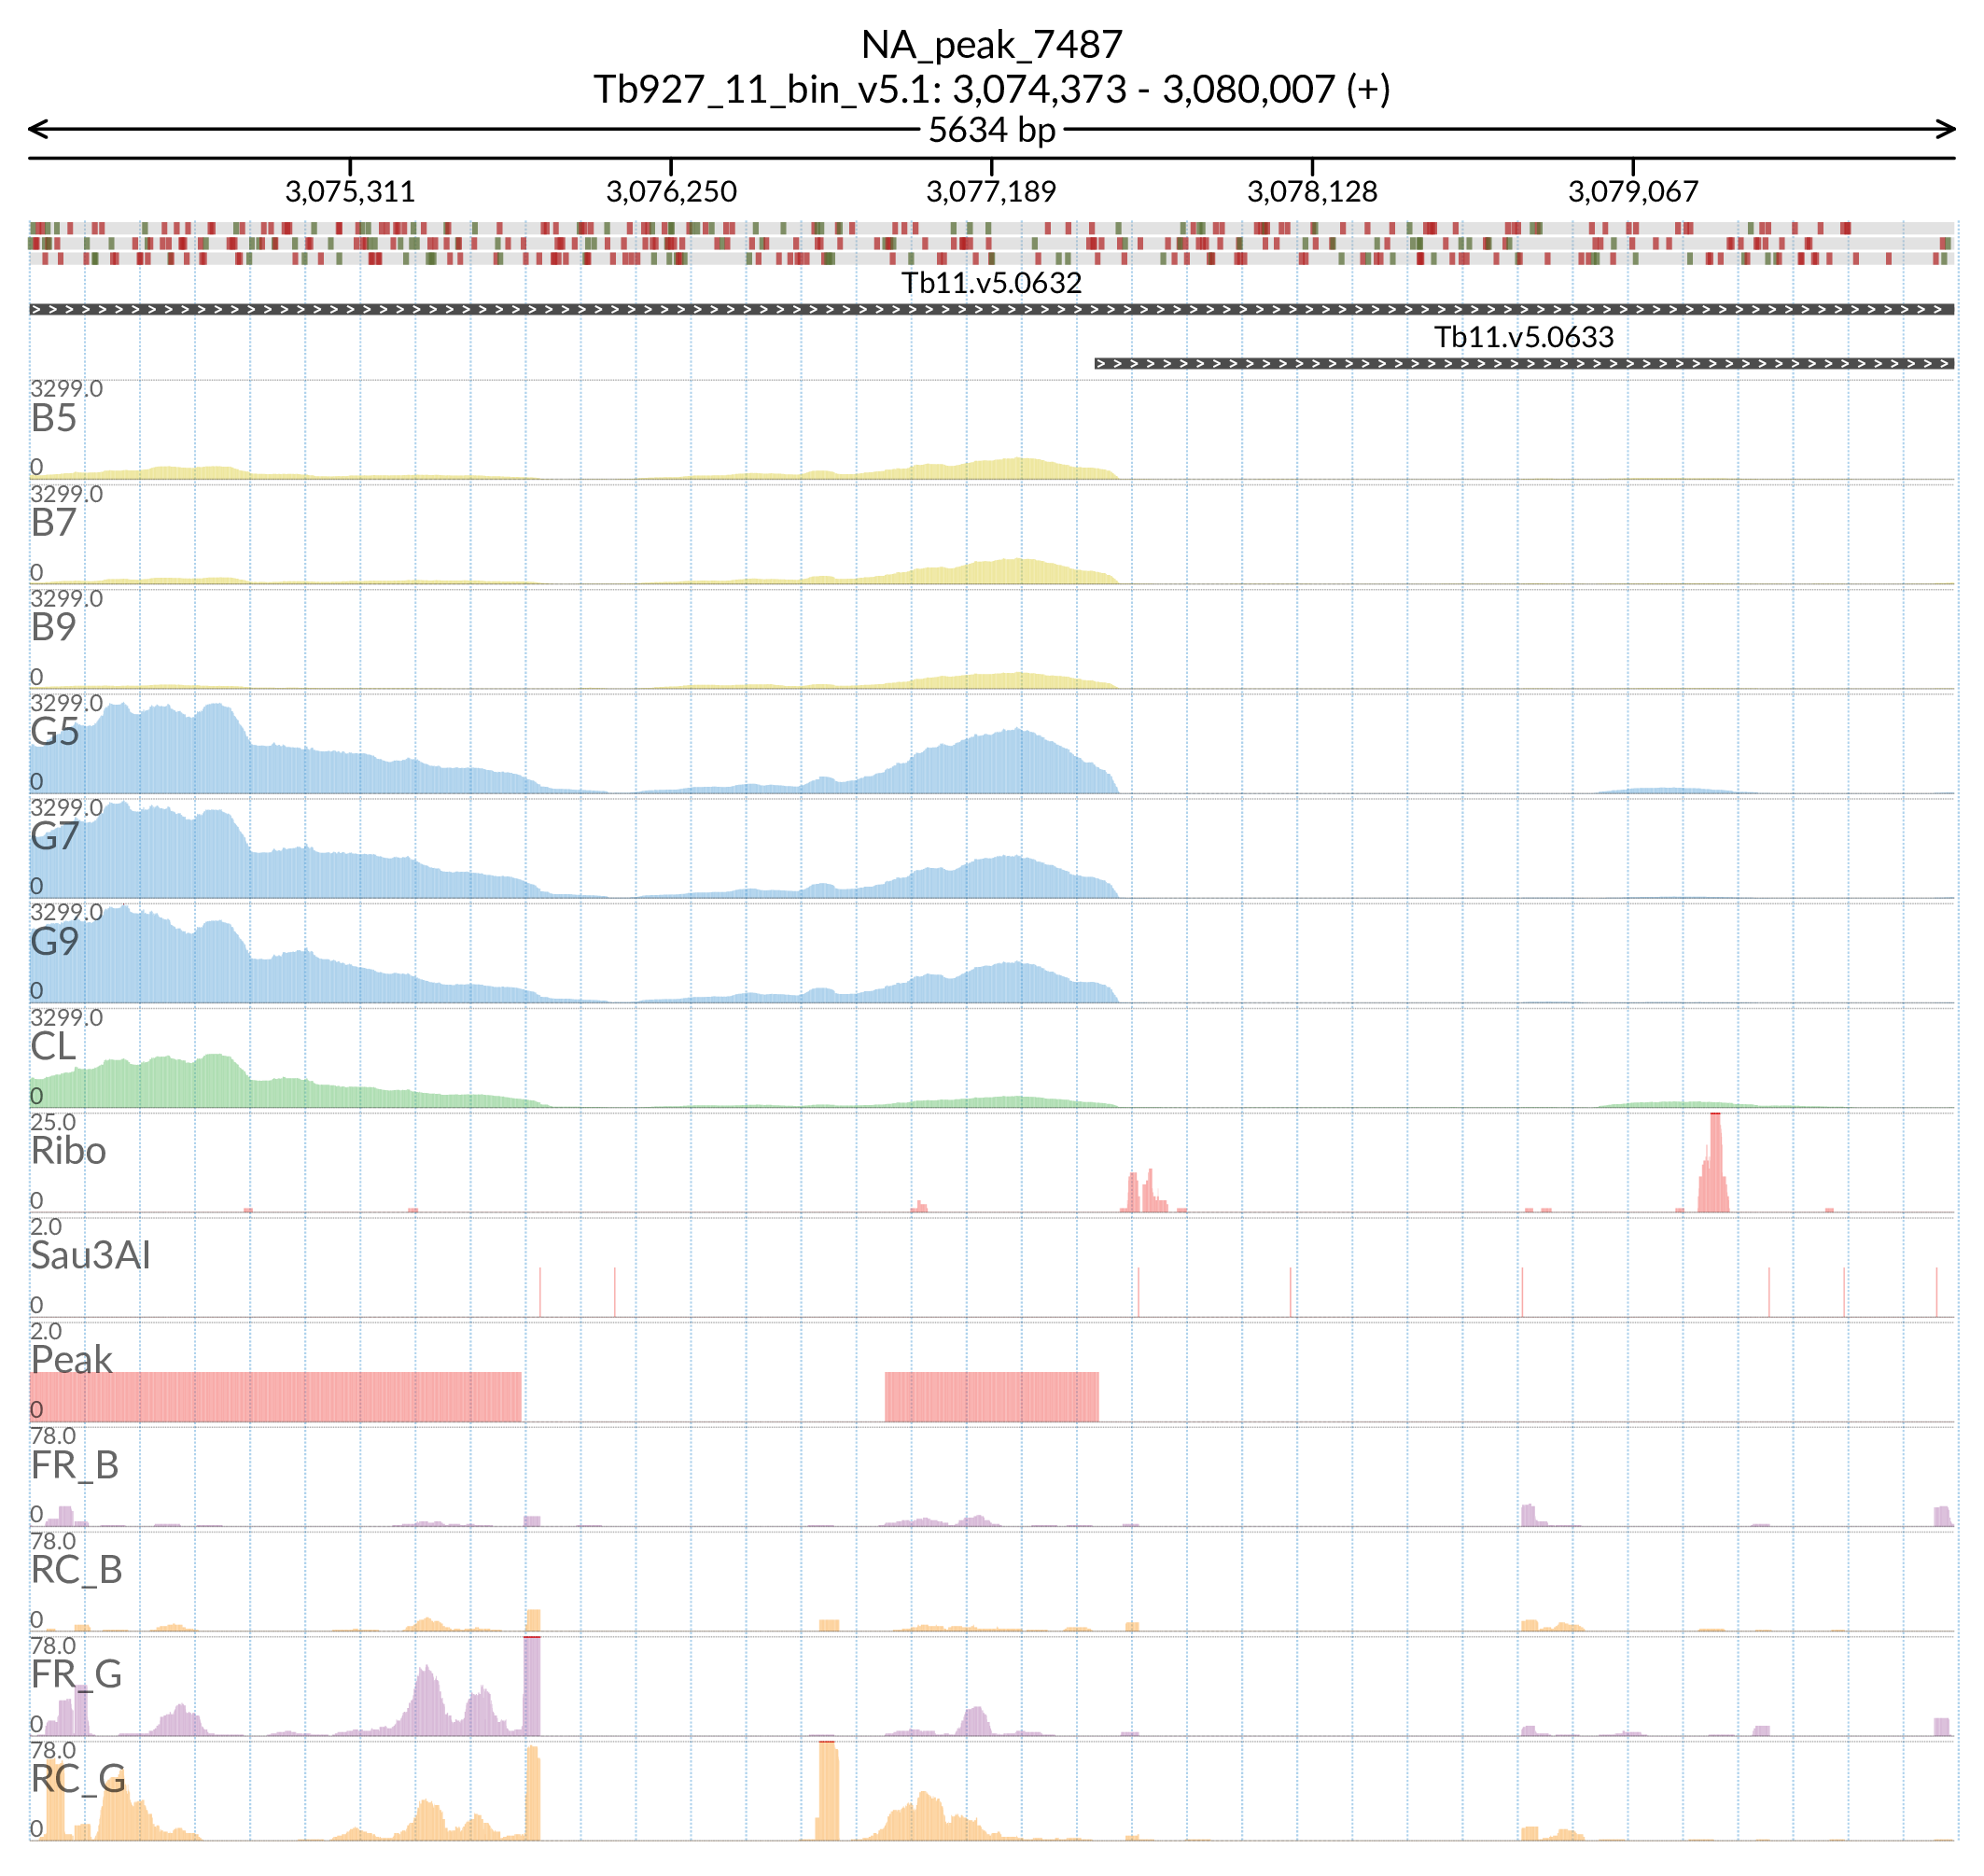 NA_peak_7487
Tb927_11_bin_v5.1: 3,074,373 - 3,080,007 (+)
5634 bp
3,075,311 3,076,250 3,077,189 3,078,128 3,079,067
Tb11.v5.0632
Tb11.v5.0633
3299.0
B5
0
3299.0
B7
0
3299.0
B9
0
3299.0
G5
0
3299.0
G7
0
3299.0
G9
0
3299.0
CL
0
25.0
Ribo
0
2.0
Sau3AI
0
2.0
Peak
0
78.0
FR_B
0
78.0
RC_B
0
78.0
FR_G
0
78.0
RC_G
0